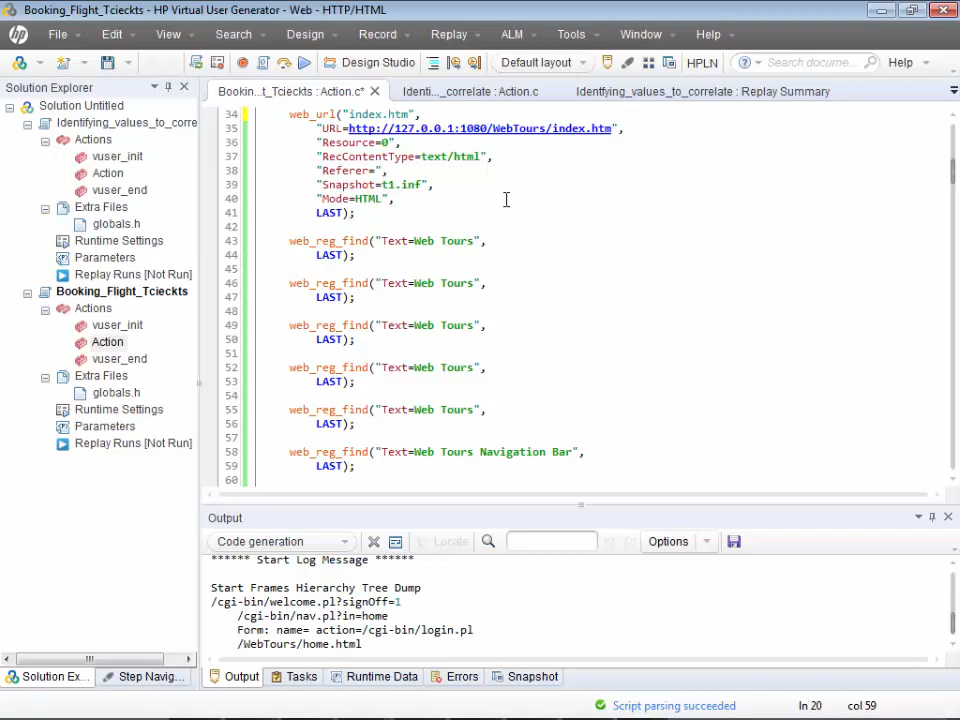 Booking_Flight_Tcieckts - HP Virtual User Generator - Web - HTTP/HTML
hp File Edit View Search Design Record Replay ALM Tools Window Help
Design Studio Default layout HPLN Search docume... Help
Solution Explorer
Solution Untitled
Identifying_values_to_corre
Actions
vuser_init
Action
vuser_end
Extra Files
globals.h
Runtime Settings
Parameters
Replay Runs [Not Run]
Booking_Flight_Tcieckts
Actions
vuser_init
Action
vuser_end
Extra Files
globals.h
Runtime Settings
Parameters
Replay Runs [Not Run]
Solution Ex... Step Navig...
Bookin...t_Tcieckts : Action.c* Identi..._correlate : Action.c Identifying_values_to_correlate : Replay Summary
34 web_url("index.htm",
35 "URL=http://127.0.0.1:1080/WebTours/index.htm",
36 "Resource=0",
37 "RecContentType=text/html",
38 "Referer=",
39 "Snapshot=t1.inf",
40 "Mode=HTML",
41 LAST);
42
43 web_reg_find("Text=Web Tours",
44 LAST);
45
46 web_reg_find("Text=Web Tours",
47 LAST);
48
49 web_reg_find("Text=Web Tours",
50 LAST);
51
52 web_reg_find("Text=Web Tours",
53 LAST);
54
55 web_reg_find("Text=Web Tours",
56 LAST);
57
58 web_reg_find("Text=Web Tours Navigation Bar",
59 LAST);
60
Output
Code generation Locate Options
****** Start Log Message ******
Start Frames Hierarchy Tree Dump
/cgi-bin/welcome.pl?signOff=1
/cgi-bin/nav.pl?in=home
Form: name= action=/cgi-bin/login.pl
/WebTours/home.html
Output Tasks Runtime Data Errors Snapshot
Script parsing succeeded ln 20 col 59